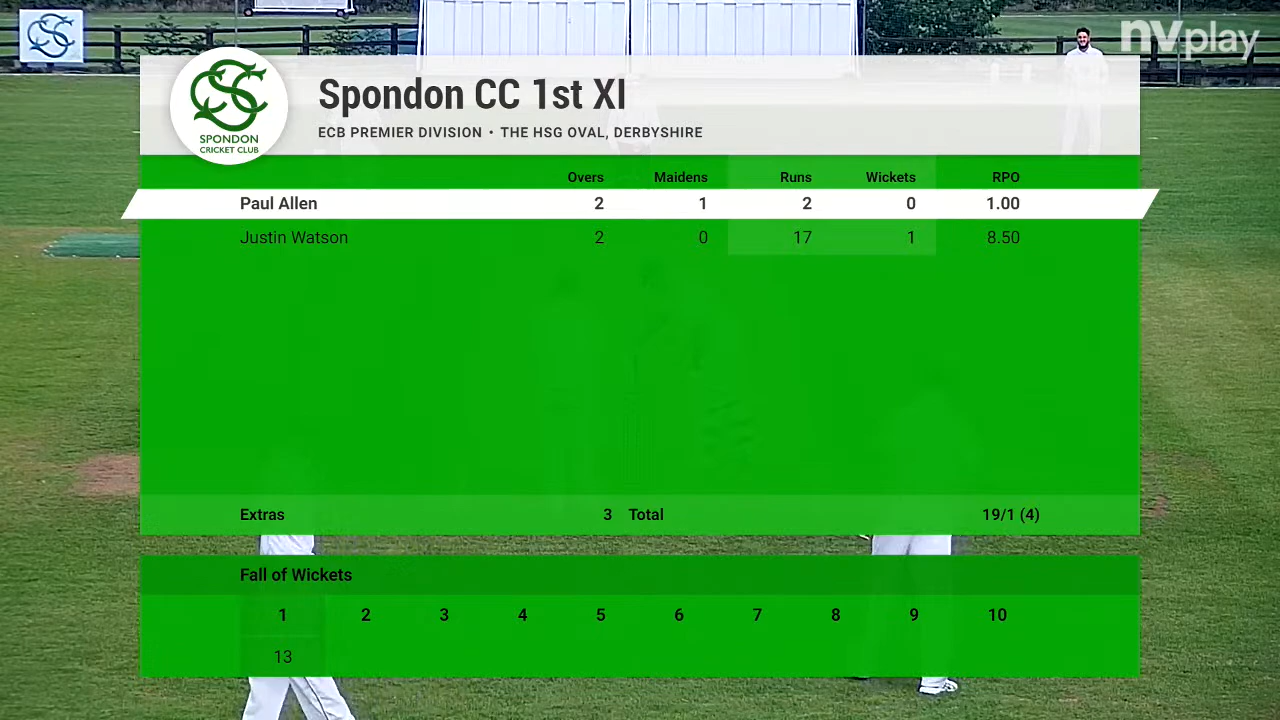 nvplay
Spondon CC 1st XI
SPONDON
CRICKET CLUB
ECB PREMIER DIVISION • THE HSG OVAL, DERBYSHIRE
Overs Maidens Runs Wickets RPO
Paul Allen 2 1 2 0 1.00
Justin Watson 2 0 17 1 8.50
Extras 3 Total 19/1 (4)
Fall of Wickets
1 2 3 4 5 6 7 8 9 10
13